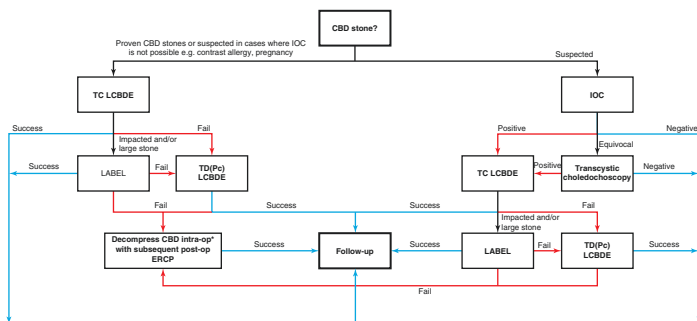 CBD stone?
Proven CBD stones or suspected in cases where IOC
is not possible e.g. contrast allergy, pregnancy
Suspected
TC LCBDE
IOC
Success
Impacted and/or
large stone
Fail
Positive
Equivocal
Negative
Success
LABEL
Fail
TD(Pc)
LCBDE
TC LCBDE
Positive
Transcystic
choledochoscopy
Negative
Fail
Success
Success
Impacted and/or
large stone
Fail
Decompress CBD intra-op*
with subsequent post-op
ERCP
Success
Follow-up
Success
LABEL
Fail
TD(Pc)
LCBDE
Success
Fail